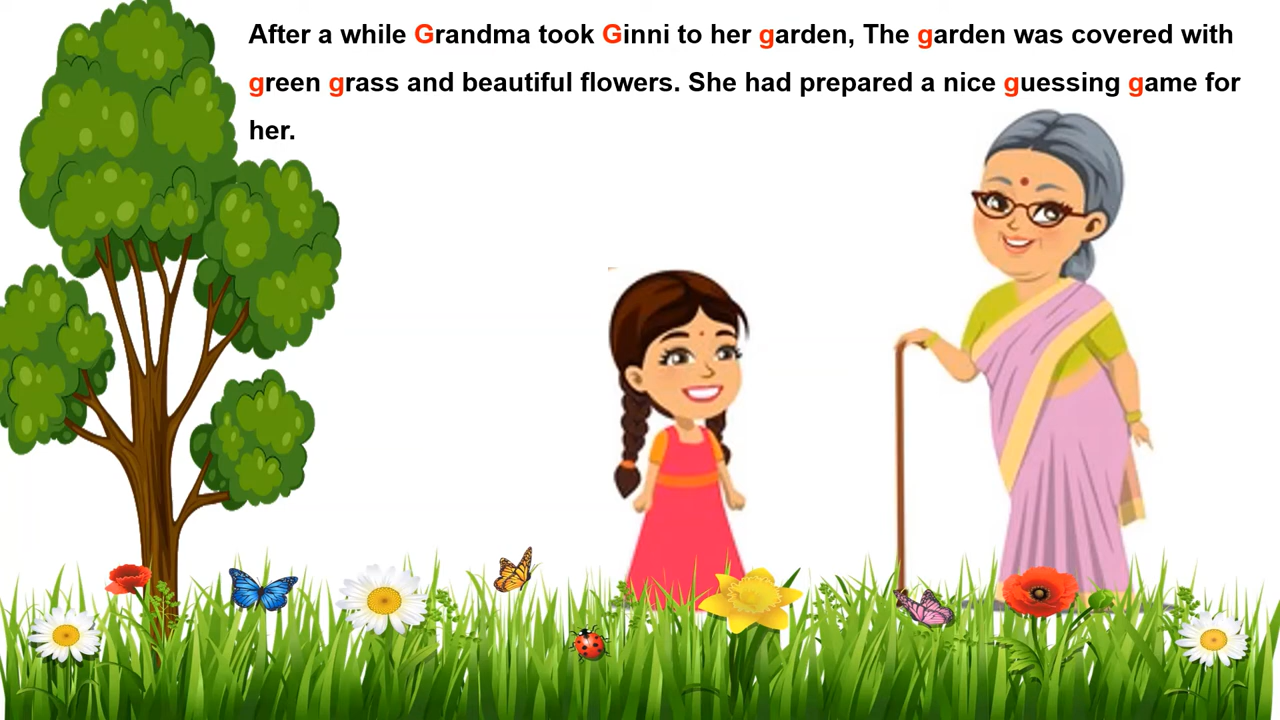 After a while Grandma took Ginni to her garden, The garden was covered with
green grass and beautiful flowers. She had prepared a nice guessing game for
her.